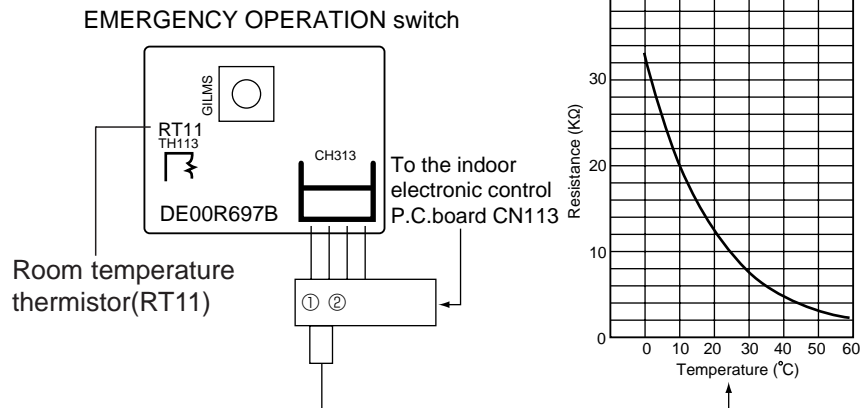 EMERGENCY OPERATION switch
GILMS
RT11
TH113
CH313
DE00R697B
To the indoor
electronic control
P.C.board CN113
Room temperature
thermistor(RT11)
① ②
Resistance (KΩ)
30
20
10
0
0 10 20 30 40 50 60
Temperature (°C)